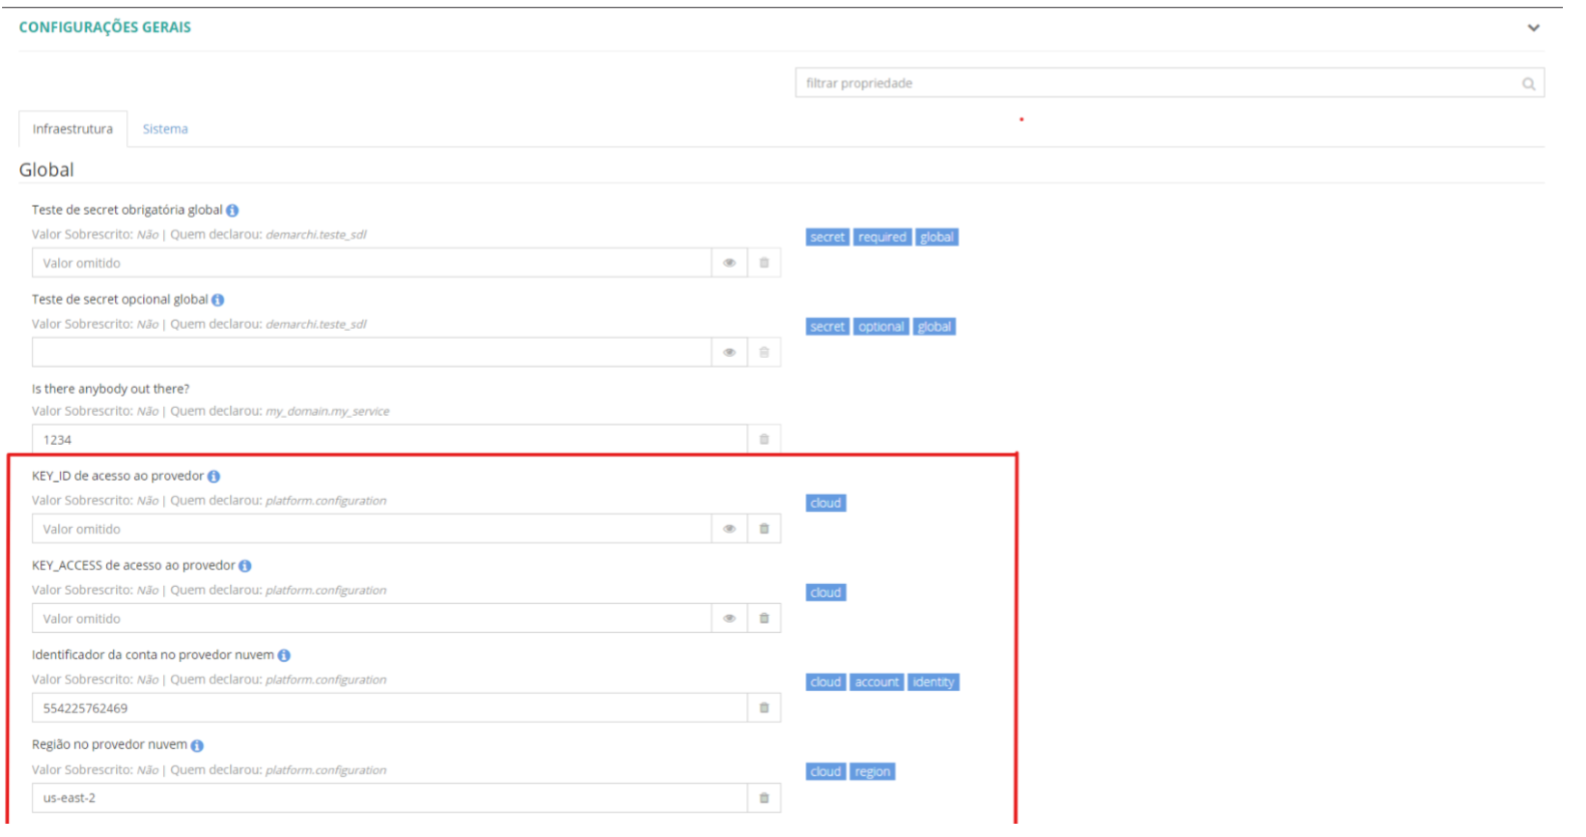 CONFIGURAÇÕES GERAIS
filtrar propriedade
Infraestrutura Sistema
Global
Teste de secret obrigatória global
Valor Sobrescrito: Não | Quem declarou: demarchi.teste_sdl
secret required global
Valor omitido
Teste de secret opcional global
Valor Sobrescrito: Não | Quem declarou: demarchi.teste_sdl
secret optional global
Is there anybody out there?
Valor Sobrescrito: Não | Quem declarou: my_domain.my_service
1234
KEY_ID de acesso ao provedor
Valor Sobrescrito: Não | Quem declarou: platform.configuration
cloud
Valor omitido
KEY_ACCESS de acesso ao provedor
Valor Sobrescrito: Não | Quem declarou: platform.configuration
cloud
Valor omitido
Identificador da conta no provedor nuvem
Valor Sobrescrito: Não | Quem declarou: platform.configuration
cloud account identity
554225762469
Região no provedor nuvem
Valor Sobrescrito: Não | Quem declarou: platform.configuration
cloud region
us-east-2